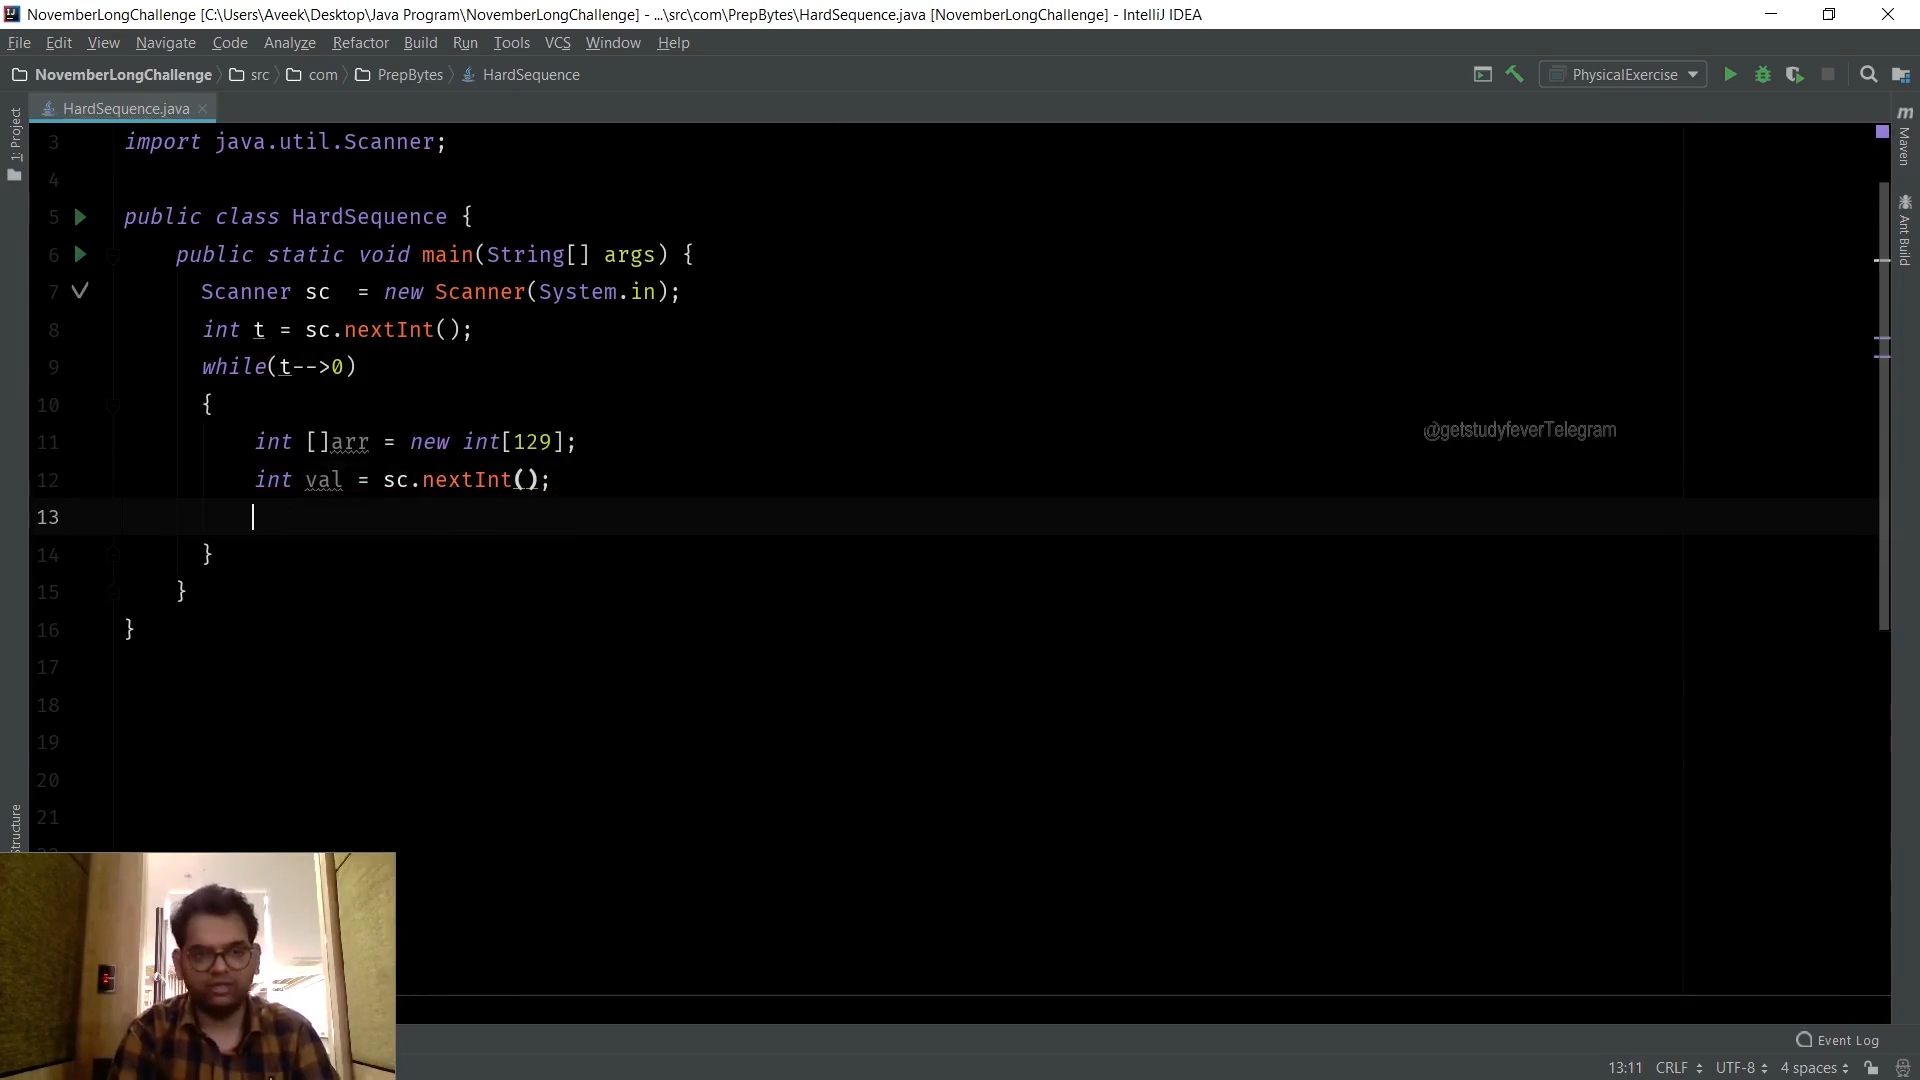 NovemberLongChallenge [C:\Users\Aveek\Desktop\Java Program\NovemberLongChallenge] - ...\src\com\PrepBytes\HardSequence.java [NovemberLongChallenge] - IntelliJ IDEA
File Edit View Navigate Code Analyze Refactor Build Run Tools VCS Window Help
NovemberLongChallenge src com PrepBytes HardSequence PhysicalExercise
HardSequence.java
1: Project
Maven
Ant Build
3 import java.util.Scanner;
4
5 public class HardSequence {
6 public static void main(String[] args) {
7 Scanner sc  = new Scanner(System.in);
8 int t = sc.nextInt();
9 while(t-->0)
10 {
@getstudyfeverTelegram
11 int []arr = new int[129];
12 int val = sc.nextInt();
13
14 }
15 }
16 }
17
18
19
20
21
Structure
Event Log
13:11 CRLF UTF-8 4 spaces